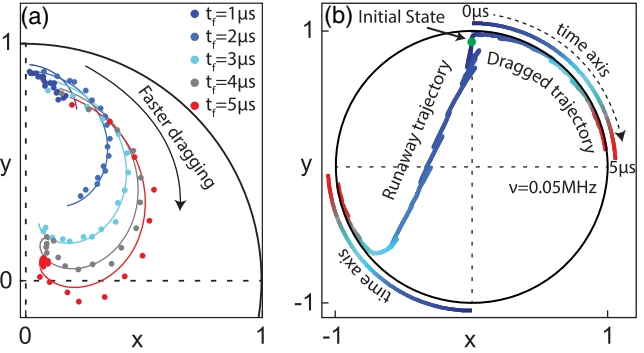 (a)
t_f=1μs
t_f=2μs
t_f=3μs
t_f=4μs
t_f=5μs
1
y
0
Faster dragging
0
x
1
(b)
Initial State
0μs
time axis
1
Runaway trajectory
Dragged trajectory
y
5μs
ν=0.05MHz
time axis
-1
-1
x
1